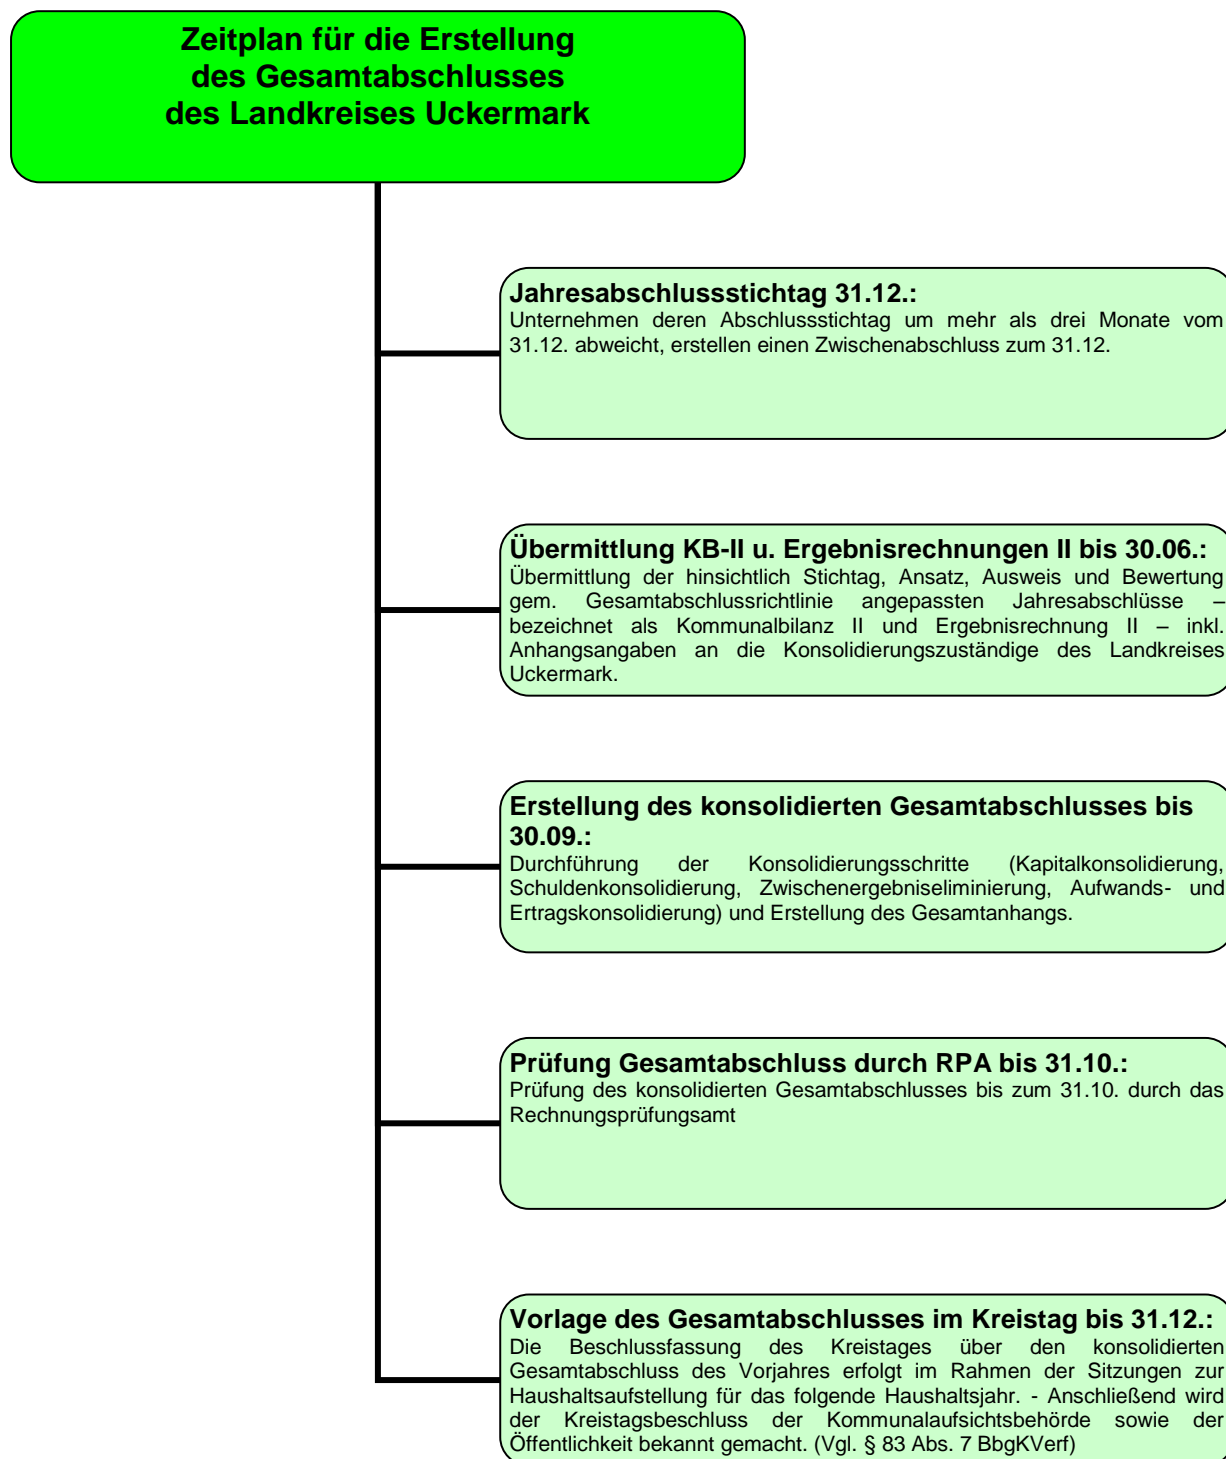 Zeitplan für die Erstellung
des Gesamtabschlusses
des Landkreises Uckermark
Jahresabschlussstichtag 31.12.:
Unternehmen deren Abschlussstichtag um mehr als drei Monate vom
31.12. abweicht, erstellen einen Zwischenabschluss zum 31.12.
Übermittlung KB-II u. Ergebnisrechnungen II bis 30.06.:
Übermittlung der hinsichtlich Stichtag, Ansatz, Ausweis und Bewertung
gem. Gesamtabschlussrichtlinie angepassten Jahresabschlüsse –
bezeichnet als Kommunalbilanz II und Ergebnisrechnung II – inkl.
Anhangsangaben an die Konsolidierungszuständige des Landkreises
Uckermark.
Erstellung des konsolidierten Gesamtabschlusses bis
30.09.:
Durchführung der Konsolidierungsschritte (Kapitalkonsolidierung,
Schuldenkonsolidierung, Zwischenergebniseliminierung, Aufwands- und
Ertragskonsolidierung) und Erstellung des Gesamtanhangs.
Prüfung Gesamtabschluss durch RPA bis 31.10.:
Prüfung des konsolidierten Gesamtabschlusses bis zum 31.10. durch das
Rechnungsprüfungsamt
Vorlage des Gesamtabschlusses im Kreistag bis 31.12.:
Die Beschlussfassung des Kreistages über den konsolidierten
Gesamtabschluss des Vorjahres erfolgt im Rahmen der Sitzungen zur
Haushaltsaufstellung für das folgende Haushaltsjahr. - Anschließend wird
der Kreistagsbeschluss der Kommunalaufsichtsbehörde sowie der
Öffentlichkeit bekannt gemacht. (Vgl. § 83 Abs. 7 BbgKVerf)